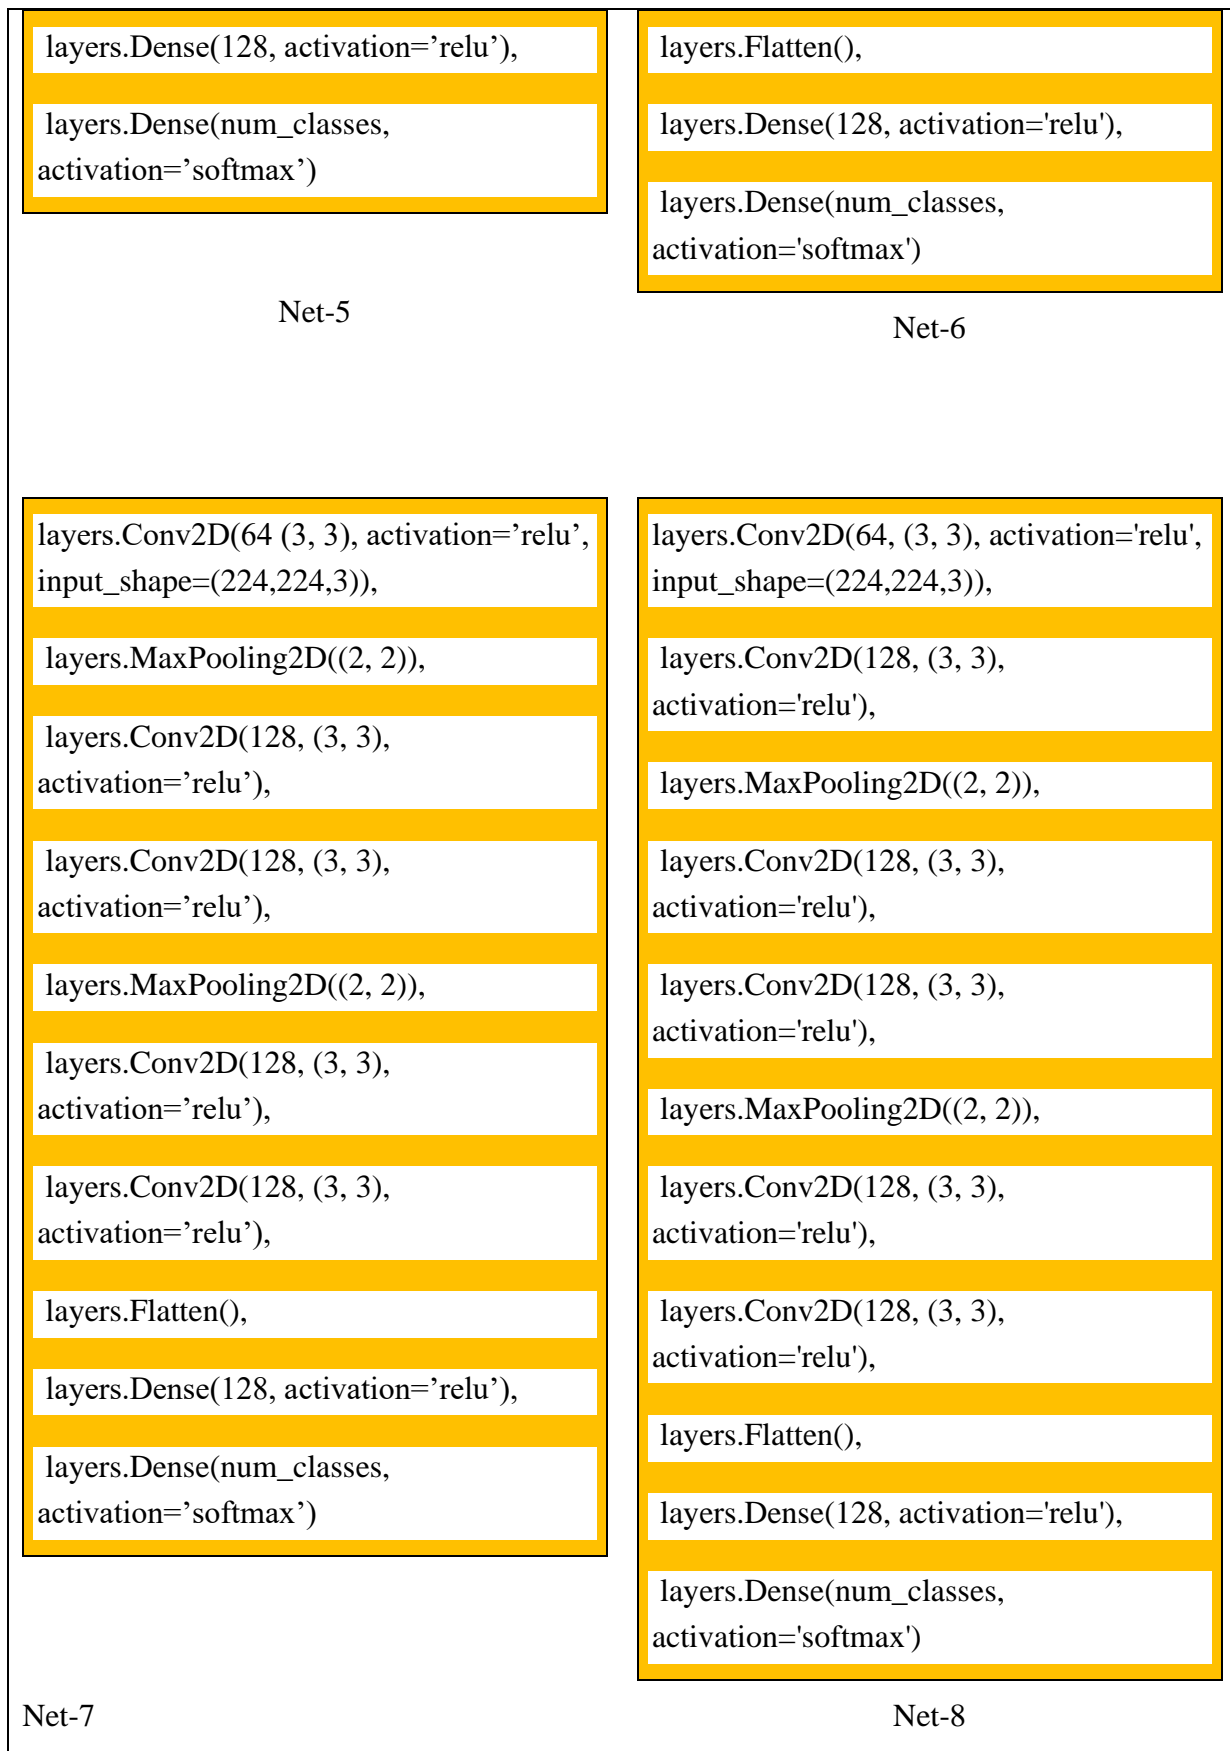 layers.Dense(128, activation=’relu’),
layers.Dense(num_classes,
activation=’softmax’)
Net-5
layers.Flatten(),
layers.Dense(128, activation='relu'),
layers.Dense(num_classes,
activation='softmax')
Net-6
layers.Conv2D(64 (3, 3), activation=’relu’,
input_shape=(224,224,3)),
layers.MaxPooling2D((2, 2)),
layers.Conv2D(128, (3, 3),
activation=’relu’),
layers.Conv2D(128, (3, 3),
activation=’relu’),
layers.MaxPooling2D((2, 2)),
layers.Conv2D(128, (3, 3),
activation=’relu’),
layers.Conv2D(128, (3, 3),
activation=’relu’),
layers.Flatten(),
layers.Dense(128, activation=’relu’),
layers.Dense(num_classes,
activation=’softmax’)
Net-7
layers.Conv2D(64, (3, 3), activation='relu',
input_shape=(224,224,3)),
layers.Conv2D(128, (3, 3),
activation='relu'),
layers.MaxPooling2D((2, 2)),
layers.Conv2D(128, (3, 3),
activation='relu'),
layers.Conv2D(128, (3, 3),
activation='relu'),
layers.MaxPooling2D((2, 2)),
layers.Conv2D(128, (3, 3),
activation='relu'),
layers.Conv2D(128, (3, 3),
activation='relu'),
layers.Flatten(),
layers.Dense(128, activation='relu'),
layers.Dense(num_classes,
activation='softmax')
Net-8